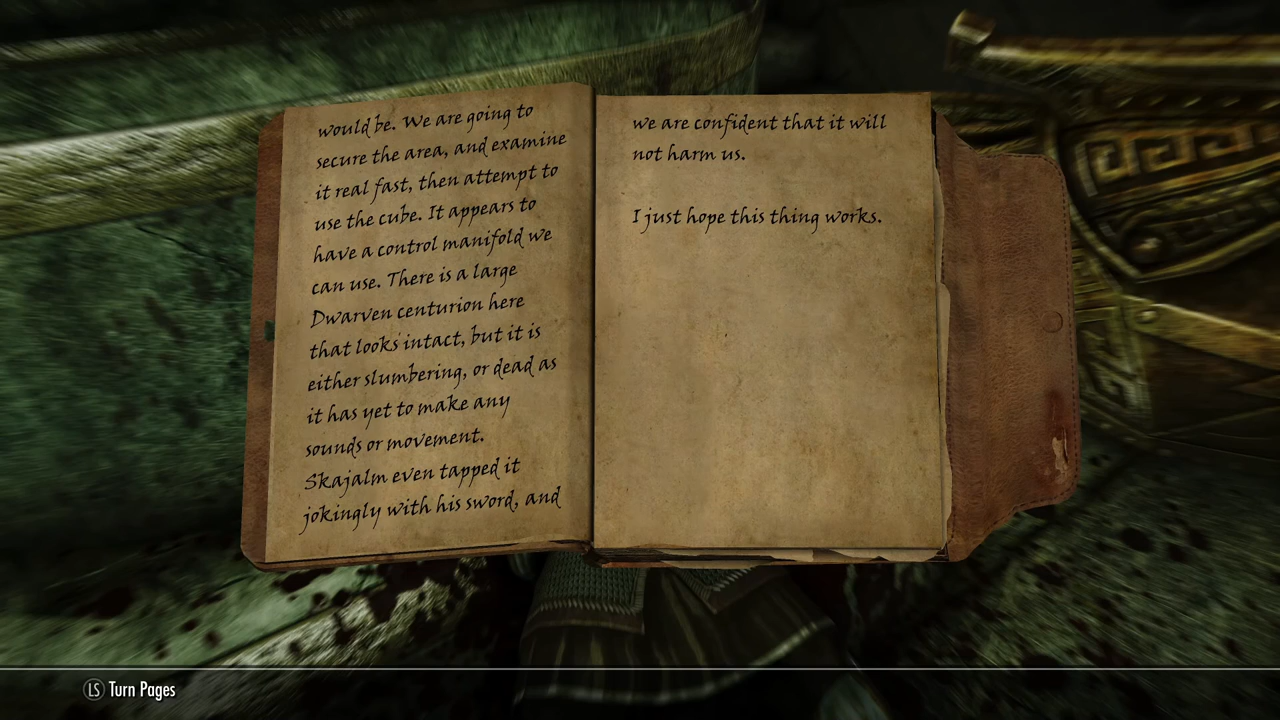 would be. We are going to
secure the area, and examine
it real fast, then attempt to
use the cube. It appears to
have a control manifold we
can use. There is a large
Dwarven centurion here
that looks intact, but it is
either slumbering, or dead as
it has yet to make any
sounds or movement.
Skajalm even tapped it
jokingly with his sword, and
we are confident that it will
not harm us.
I just hope this thing works.
LS Turn Pages